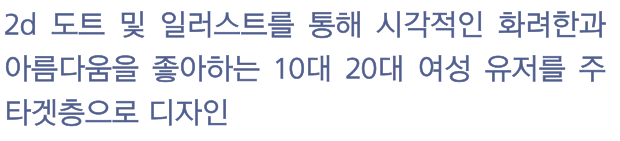 2d 도트 및 일러스트를 통해 시각적인 화려한과
아름다움을 좋아하는 10대 20대 여성 유저를 주
타겟층으로 디자인